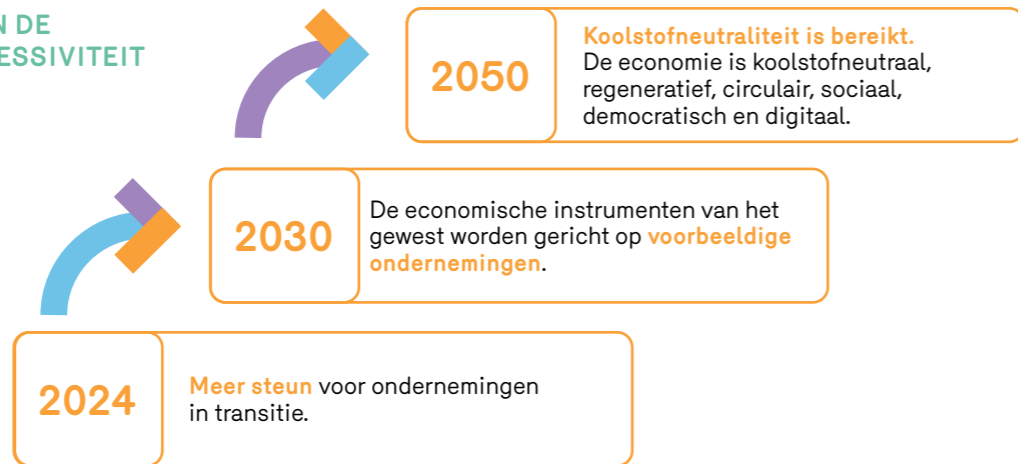 N DE
ESSIVITEIT
2050
Koolstofneutraliteit is bereikt.
De economie is koolstofneutraal,
regeneratief, circulair, sociaal,
democratisch en digitaal.
2030
De economische instrumenten van het
gewest worden gericht op voorbeeldige
ondernemingen.
2024
Meer steun voor ondernemingen
in transitie.